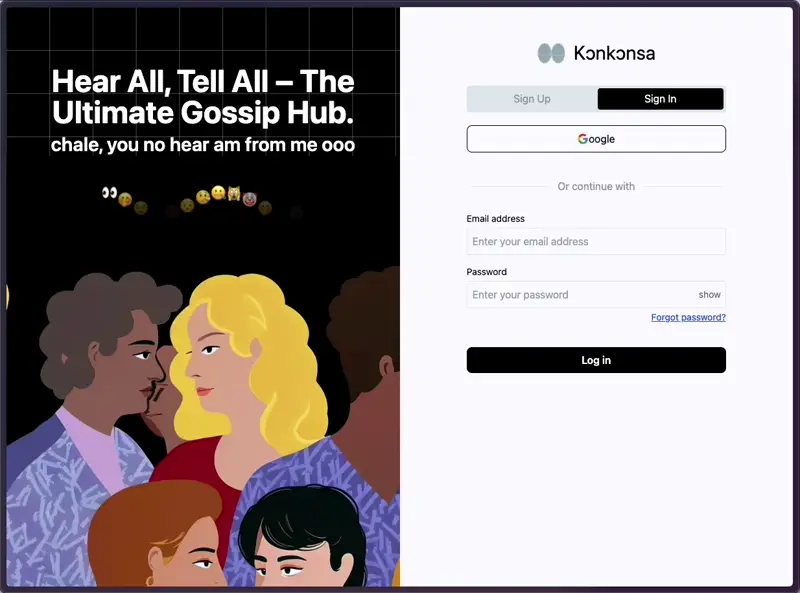 Hear All, Tell All – The
Ultimate Gossip Hub.
chale, you no hear am from me ooo
Kɔnkɔnsa
Sign Up
Sign In
Google
Or continue with
Email address
Enter your email address
Password
Enter your password
show
Forgot password?
Log in